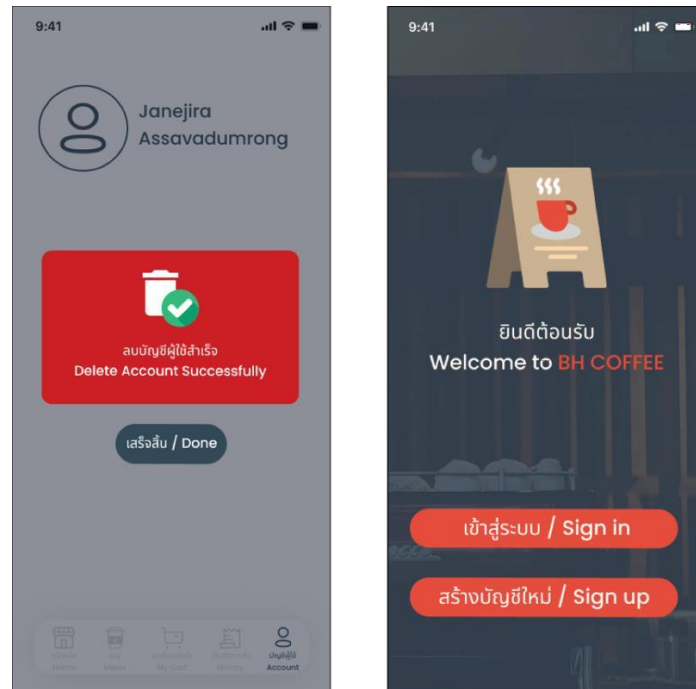 9:41
Janejira
Assavadumrong
ลบบัญชีผู้ใช้สำเร็จ
Delete Account Successfully
เสร็จสิ้น / Done
Home
Menu
My Cart
History
บัญชีผู้ใช้
Account
9:41
ยินดีต้อนรับ
Welcome to BH COFFEE
เข้าสู่ระบบ / Sign in
สร้างบัญชีใหม่ / Sign up